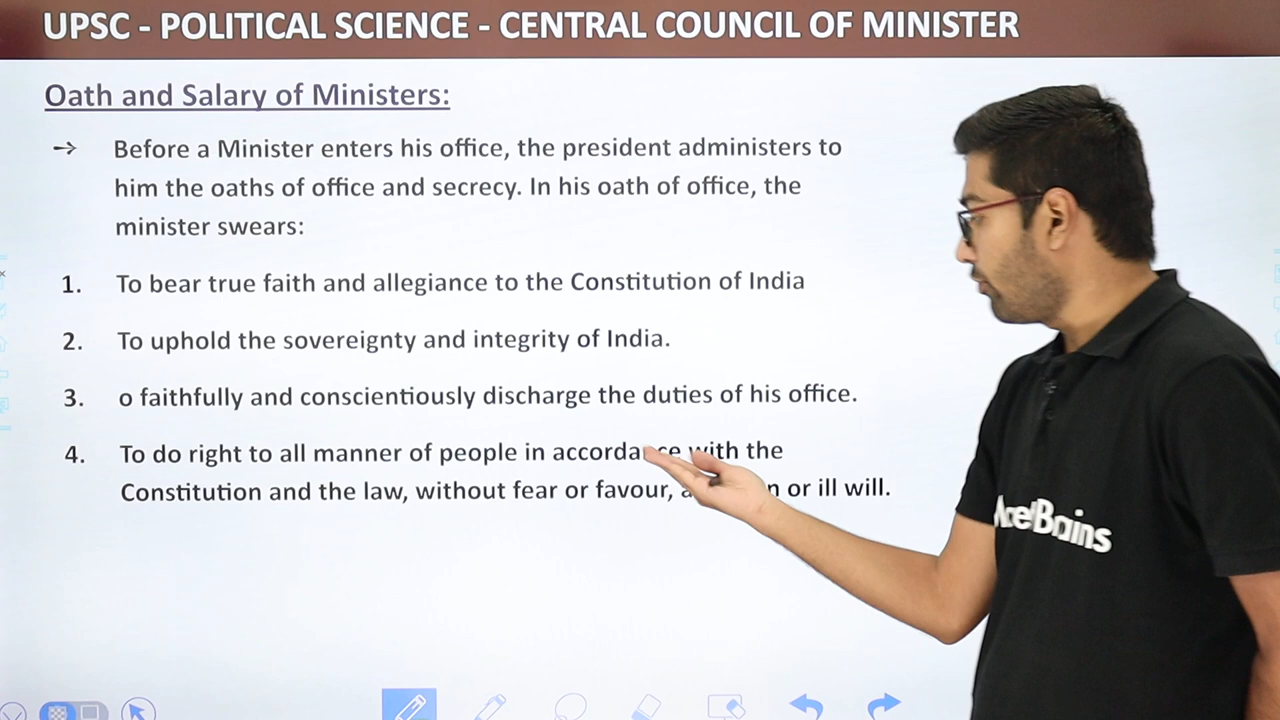 UPSC - POLITICAL SCIENCE - CENTRAL COUNCIL OF MINISTER
Oath and Salary of Ministers:
→ Before a Minister enters his office, the president administers to
him the oaths of office and secrecy. In his oath of office, the
minister swears:
1. To bear true faith and allegiance to the Constitution of India
2. To uphold the sovereignty and integrity of India.
3. o faithfully and conscientiously discharge the duties of his office.
4. To do right to all manner of people in accordance with the
Constitution and the law, without fear or favour, or ill will.
Brains